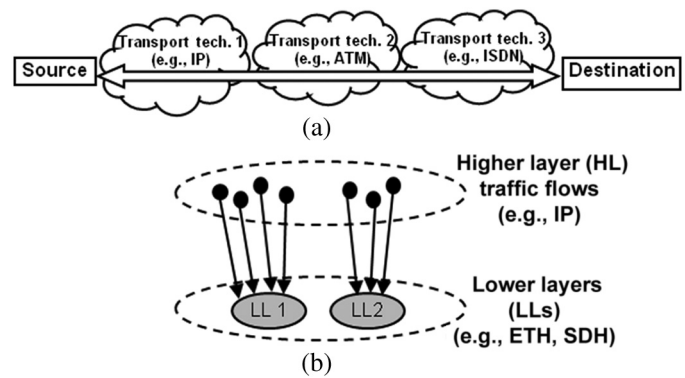 Transport tech. 1
(e.g., IP)
Transport tech. 2
(e.g., ATM)
Transport tech. 3
(e.g., ISDN)
Source
Destination
(a)
Higher layer (HL)
traffic flows
(e.g., IP)
LL 1
LL2
Lower layers
(LLs)
(e.g., ETH, SDH)
(b)